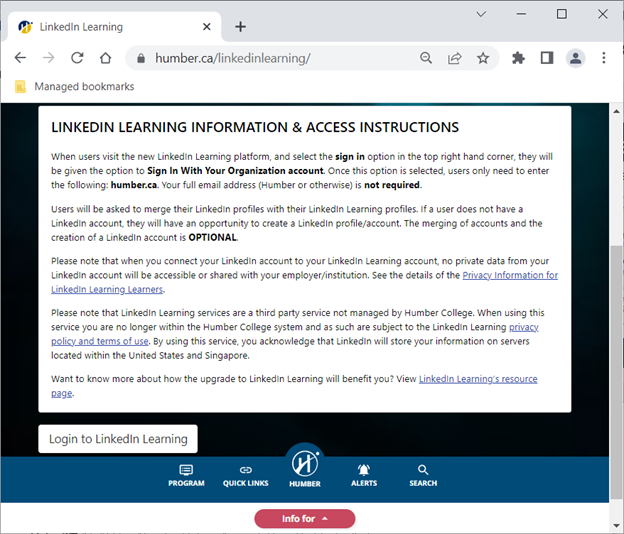 LinkedIn Learning
humber.ca/linkedinlearning/
Managed bookmarks
LINKEDIN LEARNING INFORMATION & ACCESS INSTRUCTIONS
When users visit the new LinkedIn Learning platform, and select the sign in option in the top right hand corner, they will
be given the option to Sign In With Your Organization account. Once this option is selected, users only need to enter
the following: humber.ca. Your full email address (Humber or otherwise) is not required.
Users will be asked to merge their LinkedIn profiles with their LinkedIn Learning profiles. If a user does not have a
LinkedIn account, they will have an opportunity to create a LinkedIn profile/account. The merging of accounts and the
creation of a LinkedIn account is OPTIONAL.
Please note that when you connect your LinkedIn account to your LinkedIn Learning account, no private data from your
LinkedIn account will be accessible or shared with your employer/institution. See the details of the Privacy Information for
LinkedIn Learning Learners.
Please note that LinkedIn Learning services are a third party service not managed by Humber College. When using this
service you are no longer within the Humber College system and as such are subject to the LinkedIn Learning privacy
policy and terms of use. By using this service, you acknowledge that LinkedIn will store your information on servers
located within the United States and Singapore.
Want to know more about how the upgrade to LinkedIn Learning will benefit you? View LinkedIn Learning's resource
page.
Login to LinkedIn Learning
PROGRAM QUICK LINKS HUMBER ALERTS SEARCH
Info for